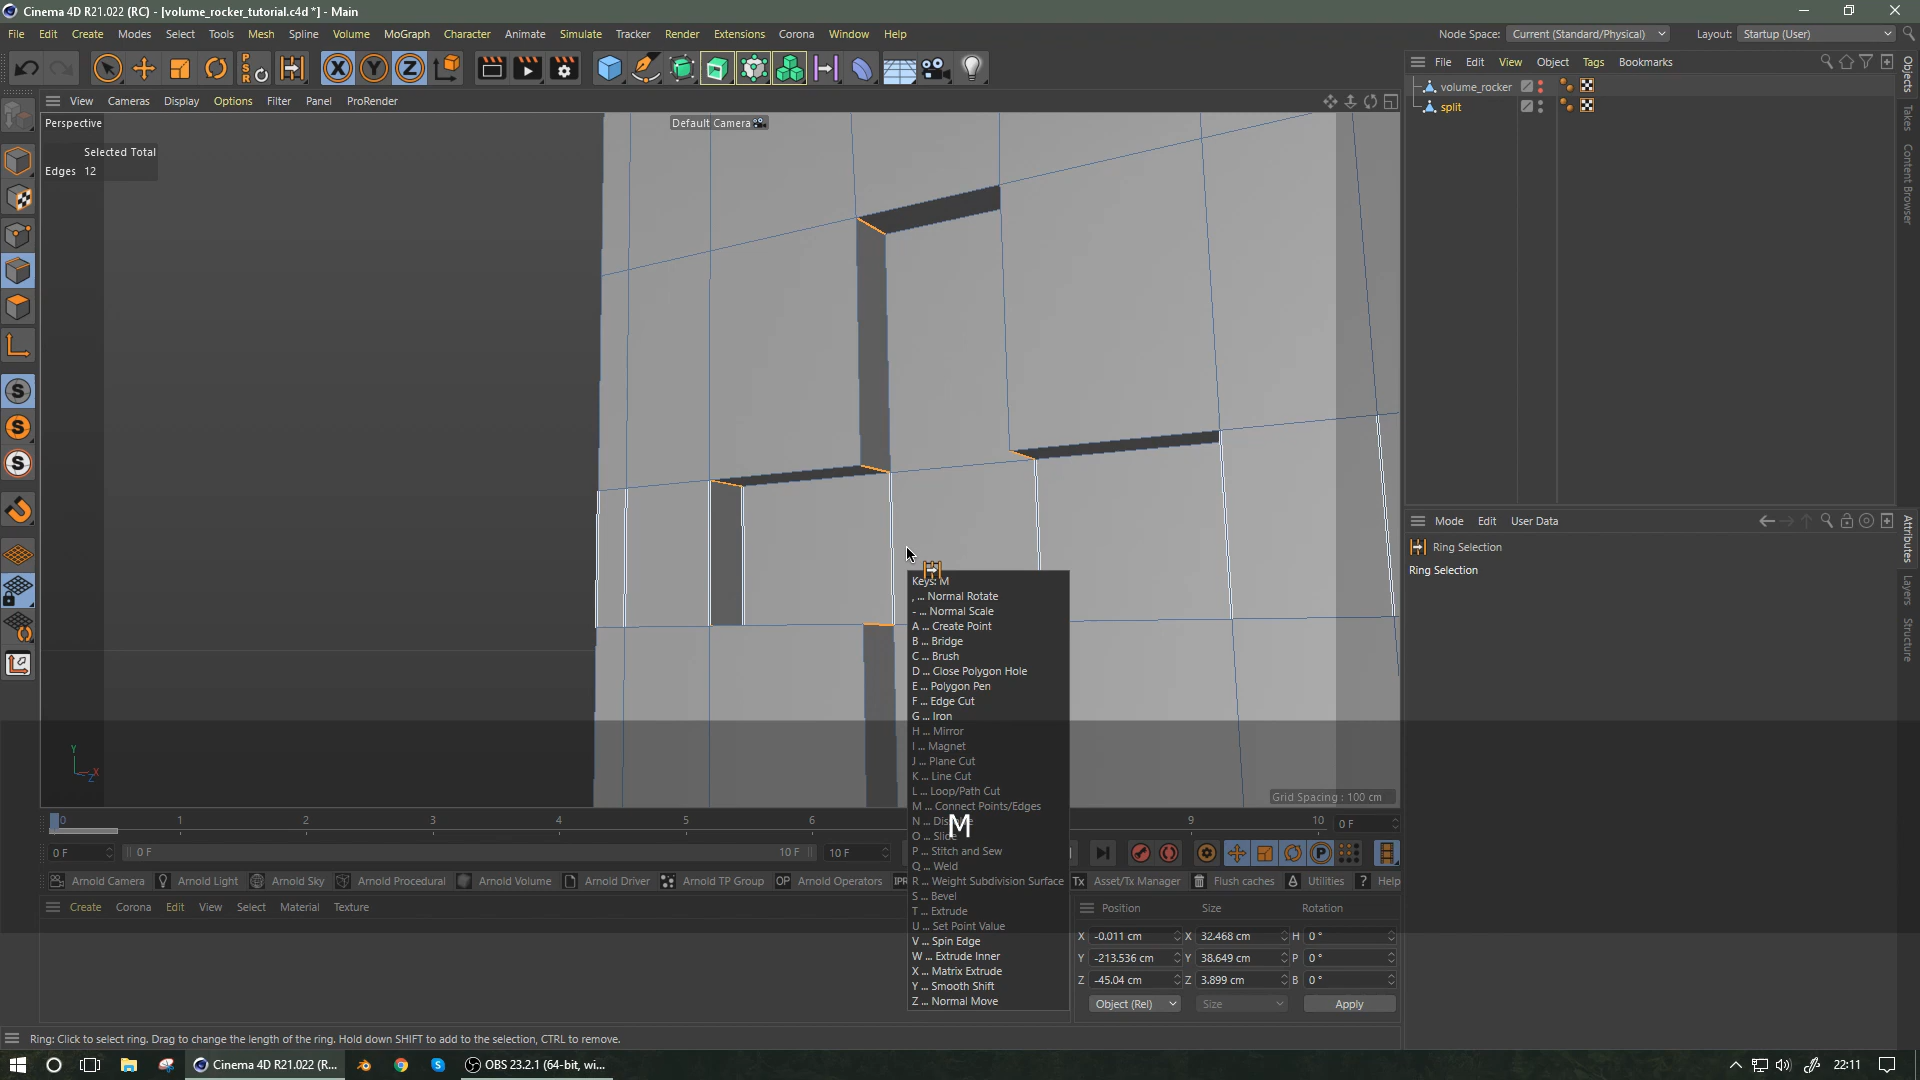 Cinema 4D R21.022 (RC) - [volume_rocker_tutorial.c4d *] - Main
File Edit Create Modes Select Tools Mesh Spline Volume MoGraph Character Animate Simulate Tracker Render Extensions Corona Window Help
Node Space: Current (Standard/Physical) Layout: Startup (User)
File Edit View Object Tags Bookmarks
volume_rocker
split
Objects
Takes
Content Browser
View Cameras Display Options Filter Panel ProRender
Perspective
Default Camera
Selected Total
Edges 12
Mode Edit User Data
Ring Selection
Ring Selection
Attributes
Layers
Structure
Keys: M
, ... Normal Rotate
- ... Normal Scale
A ... Create Point
B ... Bridge
C ... Brush
D ... Close Polygon Hole
E ... Polygon Pen
F ... Edge Cut
G ... Iron
H ... Mirror
I ... Magnet
J ... Plane Cut
K ... Line Cut
L ... Loop/Path Cut
M ... Connect Points/Edges
O ... Slide
P ... Stitch and Sew
Q ... Weld
R ... Weight Subdivision Surface
S ... Bevel
T ... Extrude
U ... Set Point Value
V ... Spin Edge
W ... Extrude Inner
X ... Matrix Extrude
Y ... Smooth Shift
Z ... Normal Move
M
Y
X
Z
Grid Spacing : 100 cm
0 1 2 3 4 5 6 9 10 0 F
0 F 0 F 10 F 10 F
Arnold Camera Arnold Light Arnold Sky Arnold Procedural Arnold Volume Arnold Driver Arnold TP Group OP Arnold Operators IPR Tx Asset/Tx Manager Flush caches Utilities ? Help
Create Corona Edit View Select Material Texture
Position Size Rotation
X -0.011 cm X 32.468 cm H 0 °
Y -213.536 cm Y 38.649 cm P 0 °
Z -45.04 cm Z 3.899 cm B 0 °
Object (Rel) Size Apply
Ring: Click to select ring. Drag to change the length of the ring. Hold down SHIFT to add to the selection, CTRL to remove.
Cinema 4D R21.022 (R... OBS 23.2.1 (64-bit, wi... 22:11